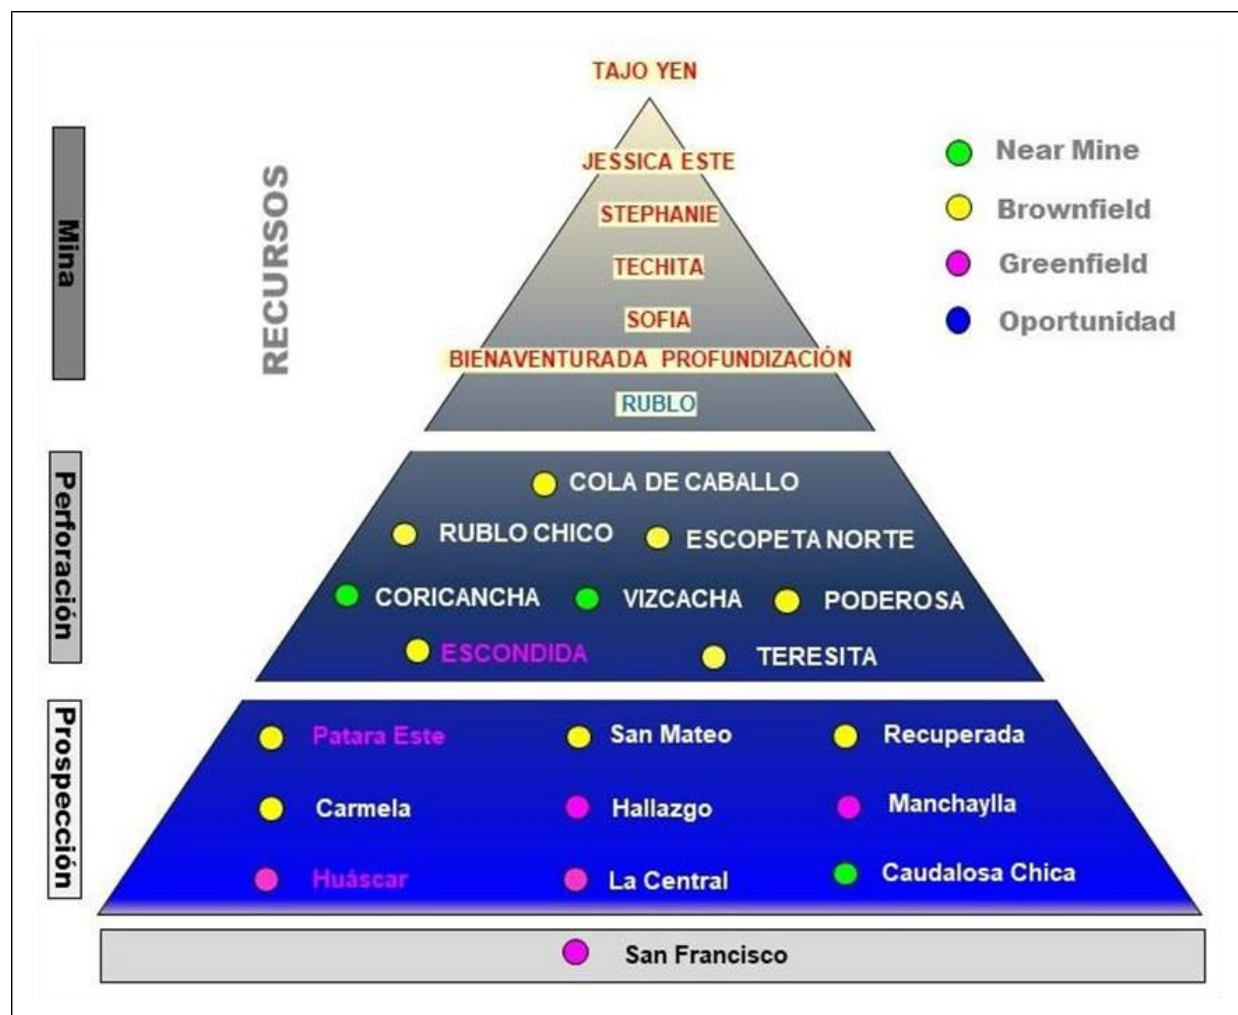 TAJO YEN
JESSICA ESTE
STEPHANIE
TECHITA
SOFIA
BIENAVENTURADA PROFUNDIZACIÓN
RUBLO
Mina
RECURSOS
Near Mine
Brownfield
Greenfield
Oportunidad
Perforación
COLA DE CABALLO
RUBLO CHICO
ESCOPETA NORTE
CORICANCHA
VIZCACHA
PODEROSA
ESCONDIDA
TERESITA
Prospección
Patara Este
San Mateo
Recuperada
Carmela
Hallazgo
Manchaylla
Huáscar
La Central
Caudalosa Chica
San Francisco